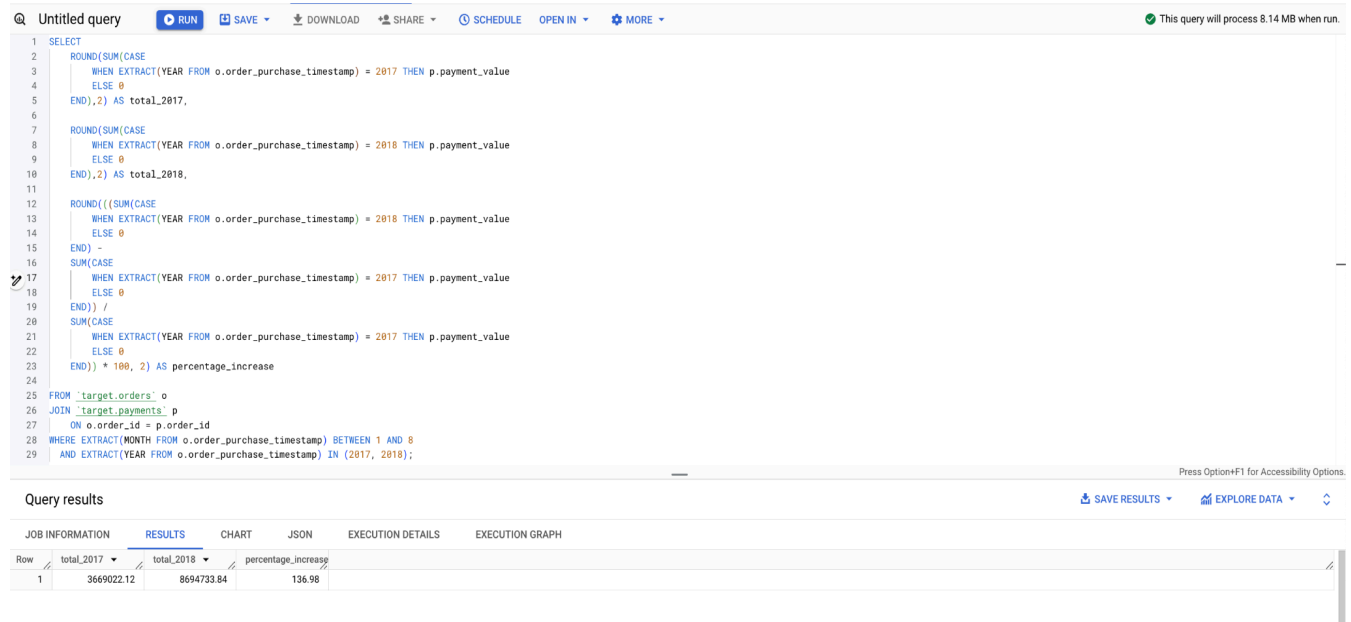 Untitled query RUN SAVE DOWNLOAD SHARE SCHEDULE OPEN IN MORE This query will process 8.14 MB when run.
1 SELECT
2 ROUND(SUM(CASE
3 WHEN EXTRACT(YEAR FROM o.order_purchase_timestamp) = 2017 THEN p.payment_value
4 ELSE 0
5 END),2) AS total_2017,
6
7 ROUND(SUM(CASE
8 WHEN EXTRACT(YEAR FROM o.order_purchase_timestamp) = 2018 THEN p.payment_value
9 ELSE 0
10 END),2) AS total_2018,
11
12 ROUND(((SUM(CASE
13 WHEN EXTRACT(YEAR FROM o.order_purchase_timestamp) = 2018 THEN p.payment_value
14 ELSE 0
15 END) -
16 SUM(CASE
17 WHEN EXTRACT(YEAR FROM o.order_purchase_timestamp) = 2017 THEN p.payment_value
18 ELSE 0
19 END)) /
20 SUM(CASE
21 WHEN EXTRACT(YEAR FROM o.order_purchase_timestamp) = 2017 THEN p.payment_value
22 ELSE 0
23 END)) * 100, 2) AS percentage_increase
24
25 FROM `target.orders` o
26 JOIN `target.payments` p
27 ON o.order_id = p.order_id
28 WHERE EXTRACT(MONTH FROM o.order_purchase_timestamp) BETWEEN 1 AND 8
29 AND EXTRACT(YEAR FROM o.order_purchase_timestamp) IN (2017, 2018);
Press Option+F1 for Accessibility Options.
Query results SAVE RESULTS EXPLORE DATA
JOB INFORMATION RESULTS CHART JSON EXECUTION DETAILS EXECUTION GRAPH
Row total_2017 total_2018 percentage_increase
1 3669022.12 8694733.84 136.98